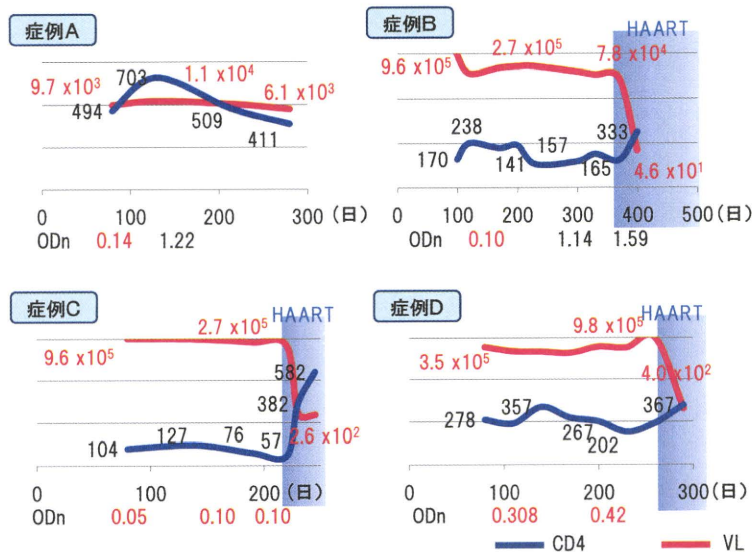 症例A
703
1.1 x10⁴
9.7 x10³
6.1 x10³
494
509
411
0 100 200 300 (日)
ODn 0.14 1.22
症例B
HAART
2.7 x10⁵
7.8 x10⁴
9.6 x10⁵
238
333
170
157
141
165
4.6 x10¹
0 100 200 300 400 500 (日)
ODn 0.10 1.14 1.59
症例C
HAART
2.7 x10⁵
9.6 x10⁵
582
382
127
76
104
57
2.6 x10²
0 100 200 (日)
ODn 0.05 0.10 0.10
症例D
HAART
9.8 x10⁵
3.5 x10⁵
4.0 x10²
357
367
278
267
202
0 100 200 300 (日)
ODn 0.308 0.42
CD4 VL